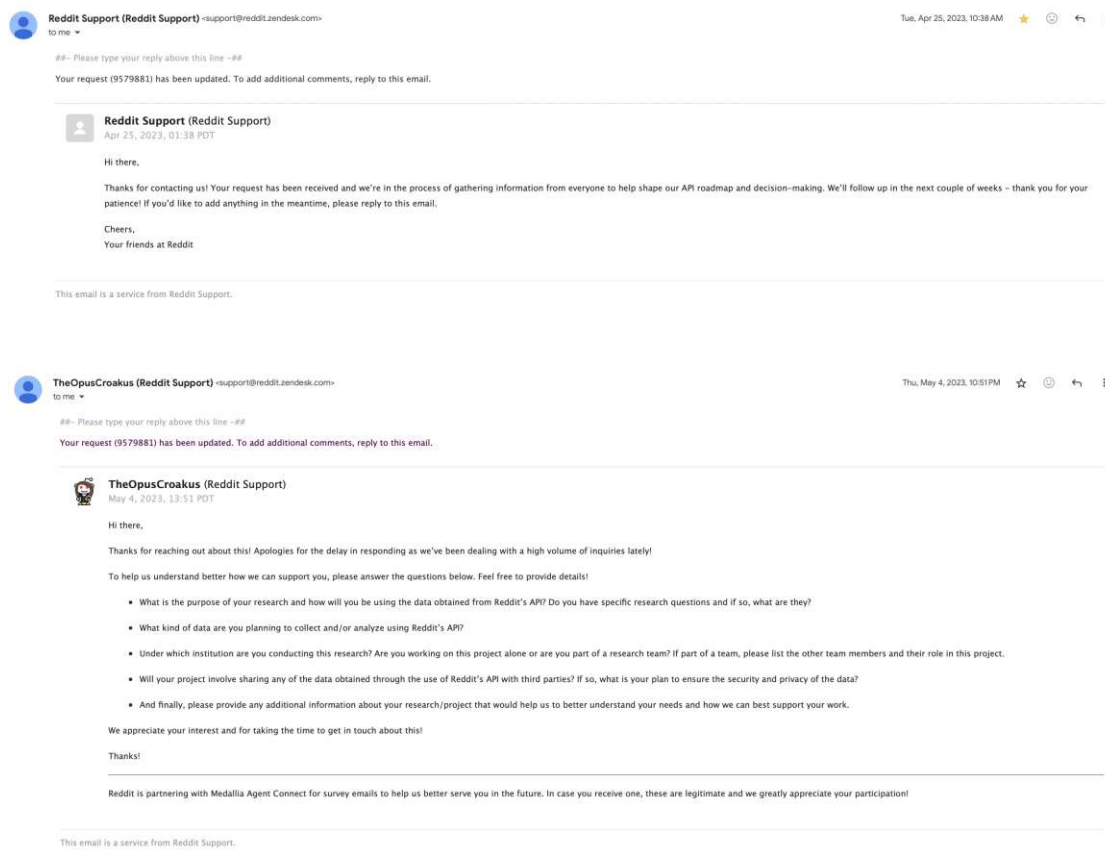 Reddit Support (Reddit Support) <support@reddit.zendesk.com>
Tue, Apr 25, 2023, 10:38 AM
to me
##- Please type your reply above this line -##
Your request (9579881) has been updated. To add additional comments, reply to this email.
Reddit Support (Reddit Support)
Apr 25, 2023, 01:38 PDT
Hi there,
Thanks for contacting us! Your request has been received and we're in the process of gathering information from everyone to help shape our API roadmap and decision-making. We'll follow up in the next couple of weeks – thank you for your
patience! If you'd like to add anything in the meantime, please reply to this email.
Cheers,
Your friends at Reddit
This email is a service from Reddit Support.
TheOpusCroakus (Reddit Support) <support@reddit.zendesk.com>
Thu, May 4, 2023, 10:51 PM
to me
##- Please type your reply above this line -##
Your request (9579881) has been updated. To add additional comments, reply to this email.
TheOpusCroakus (Reddit Support)
May 4, 2023, 13:51 PDT
Hi there,
Thanks for reaching out about this! Apologies for the delay in responding as we've been dealing with a high volume of inquiries lately!
To help us understand better how we can support you, please answer the questions below. Feel free to provide details!
• What is the purpose of your research and how will you be using the data obtained from Reddit's API? Do you have specific research questions and if so, what are they?
• What kind of data are you planning to collect and/or analyze using Reddit's API?
• Under which institution are you conducting this research? Are you working on this project alone or are you part of a research team? If part of a team, please list the other team members and their role in this project.
• Will your project involve sharing any of the data obtained through the use of Reddit's API with third parties? If so, what is your plan to ensure the security and privacy of the data?
• And finally, please provide any additional information about your research/project that would help us to better understand your needs and how we can best support your work.
We appreciate your interest and for taking the time to get in touch about this!
Thanks!
Reddit is partnering with Medallia Agent Connect for survey emails to help us better serve you in the future. In case you receive one, these are legitimate and we greatly appreciate your participation!
This email is a service from Reddit Support.